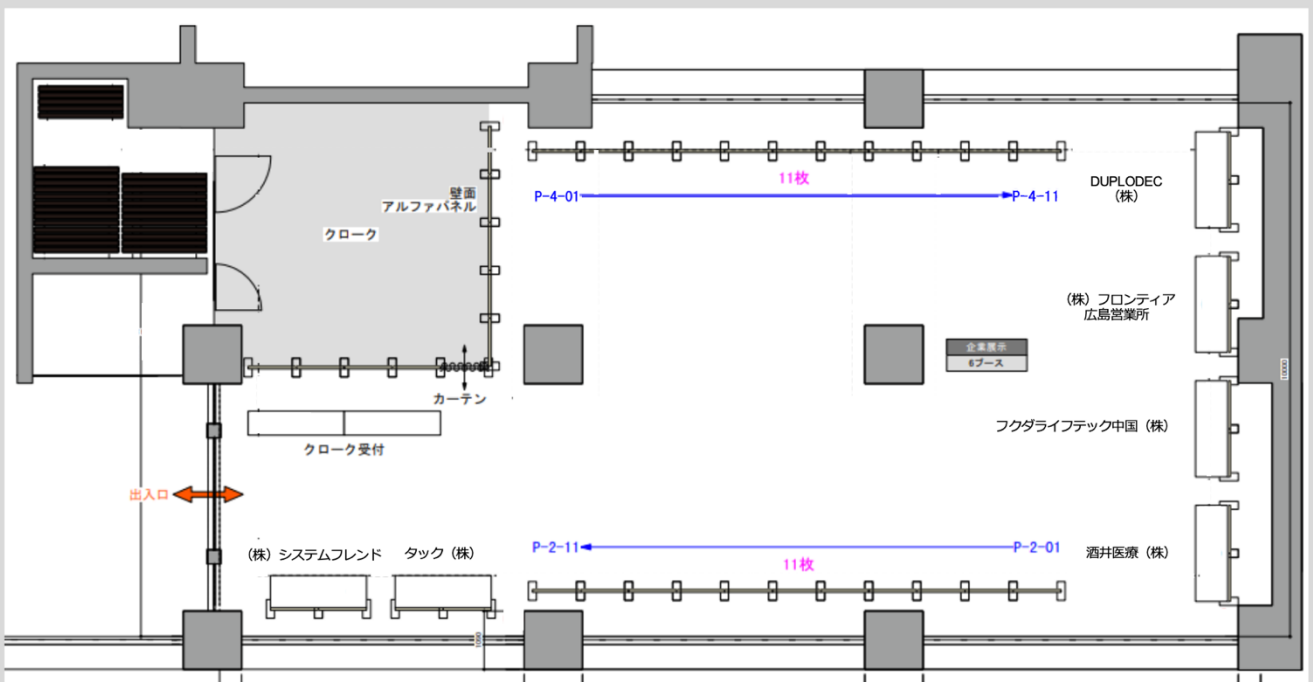 11枚
P-4-01
P-4-11
DUPLODEC
(株)
壁面
アルファパネル
クローク
(株) フロンティア
広島営業所
企業展示
6ブース
10000
カーテン
クローク受付
フクダライフテック中国 (株)
出入口
(株) システムフレンド
タック (株)
P-2-11
P-2-01
11枚
酒井医療 (株)
1000